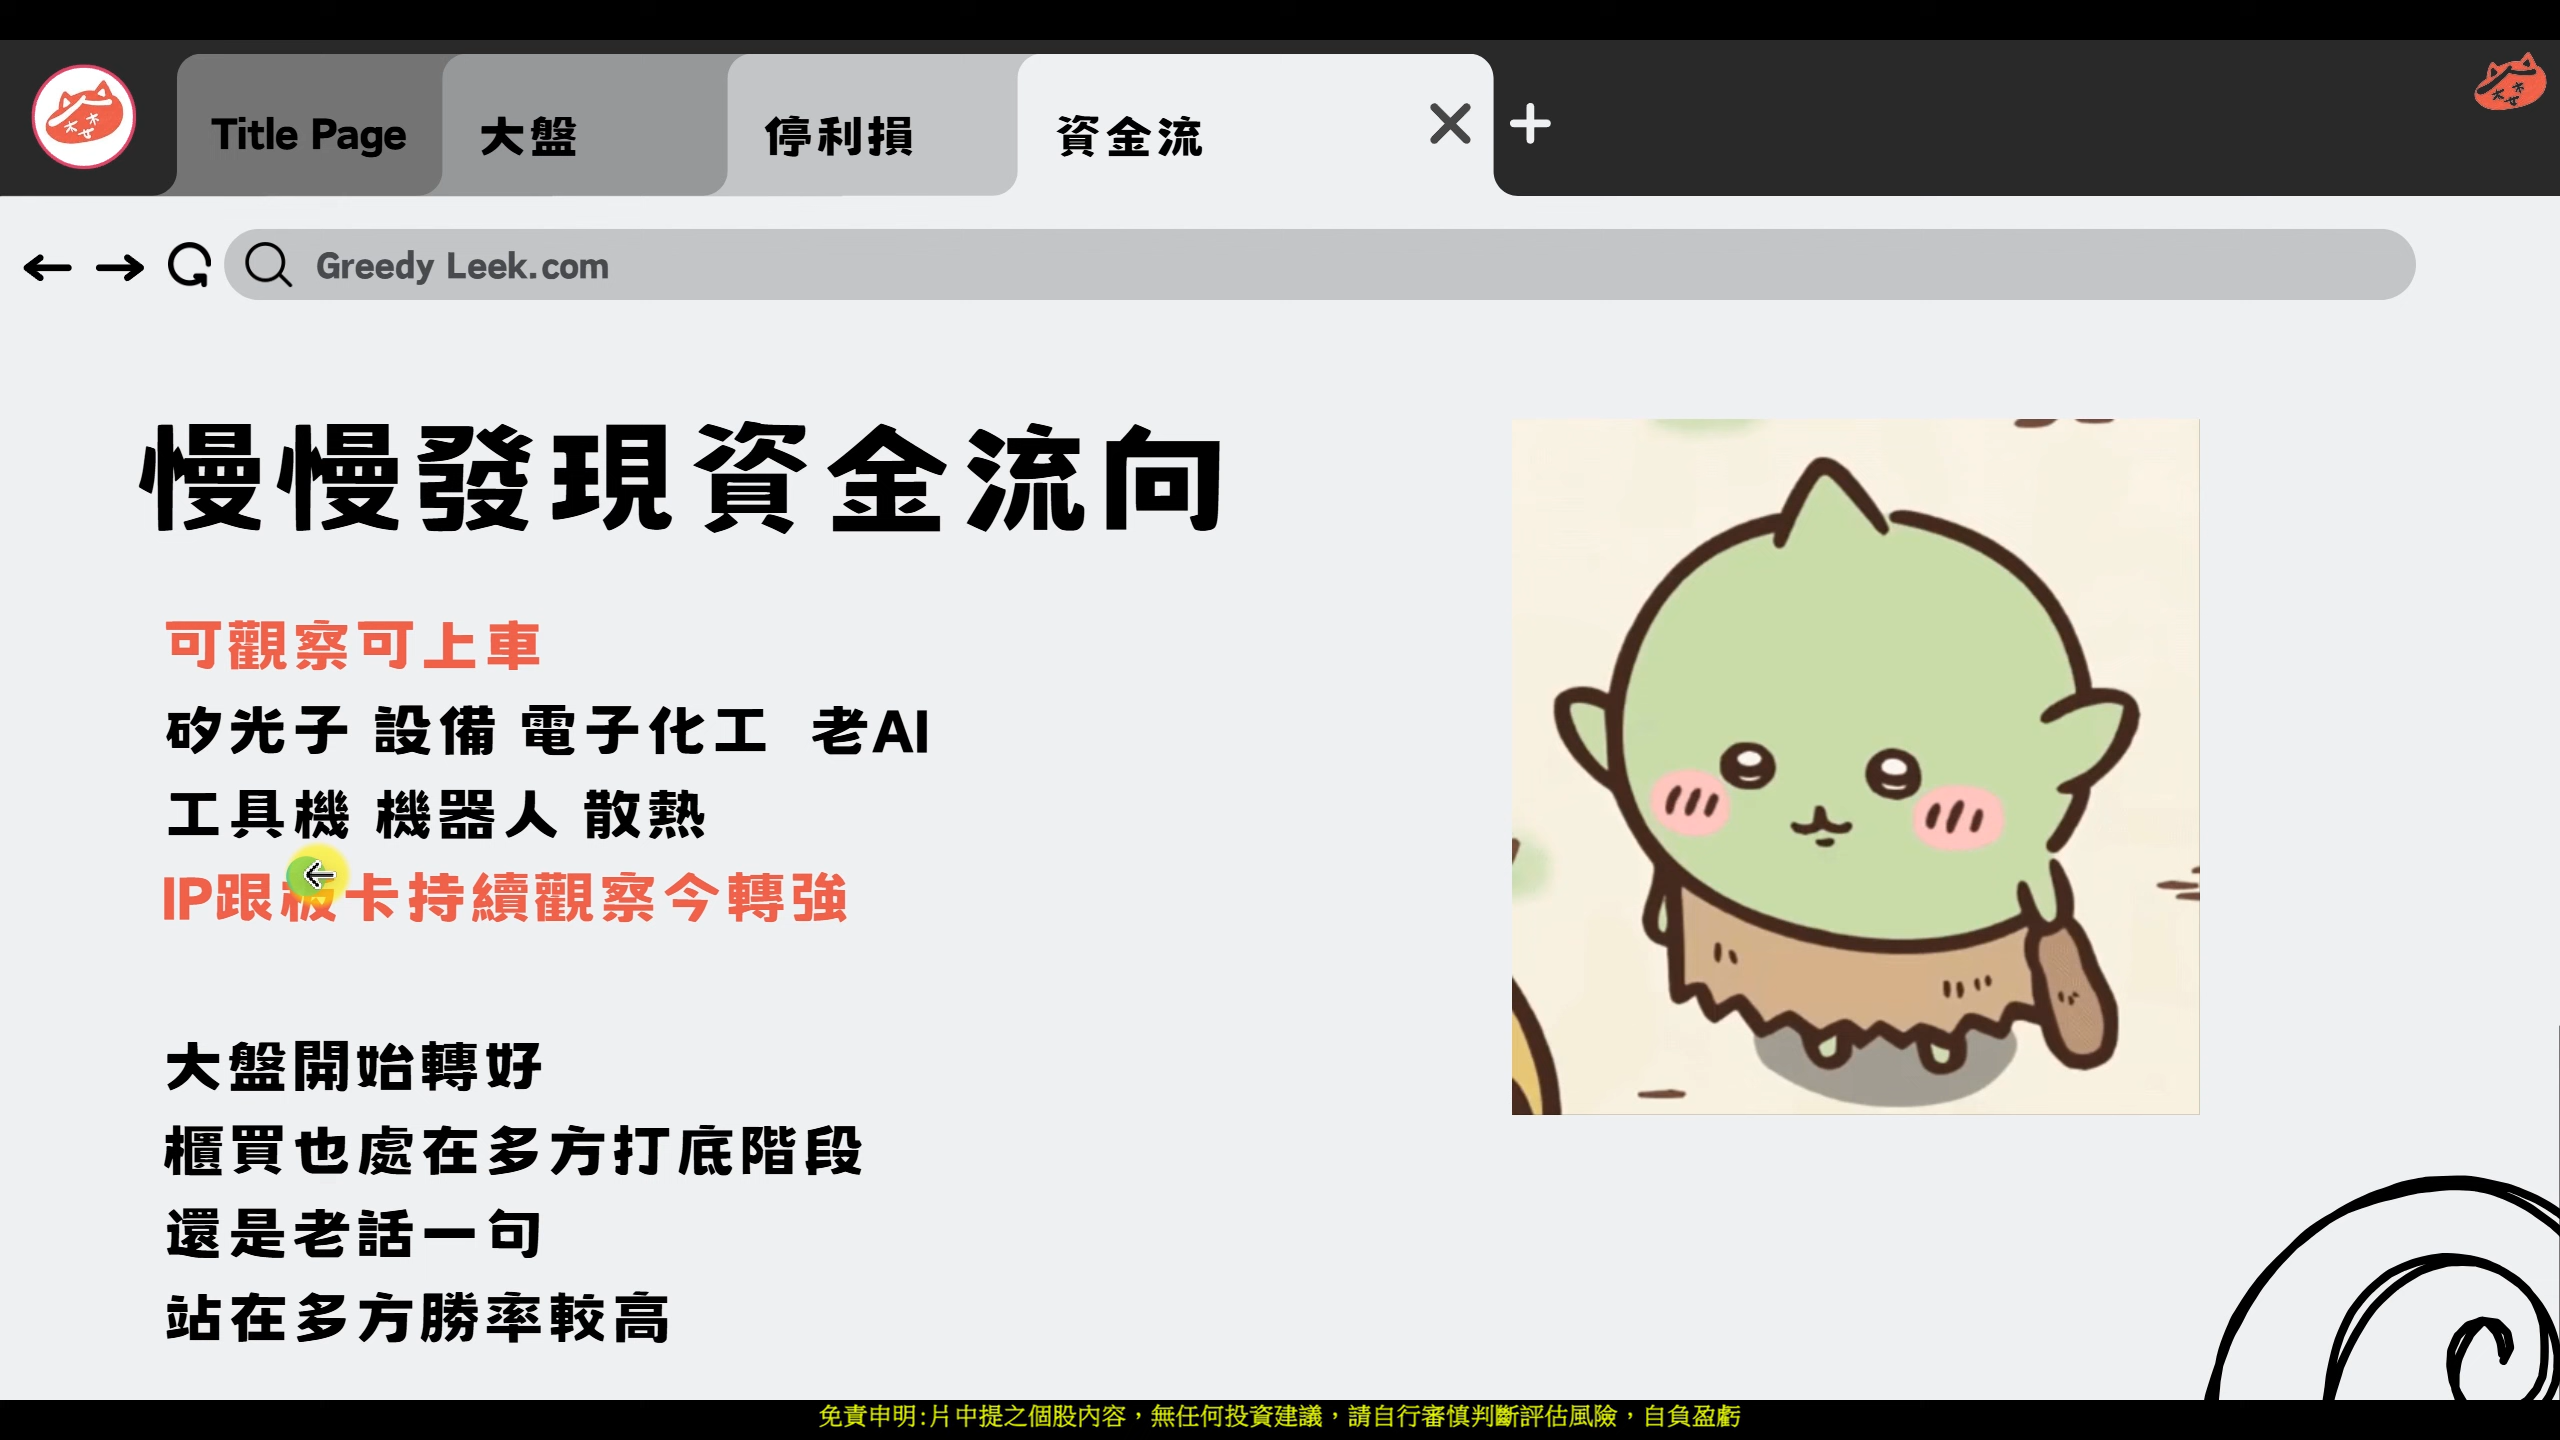 Title Page
大盤
停利損
資金流
Greedy Leek.com
慢慢發現資金流向
可觀察可上車
矽光子 設備 電子化工 老AI
工具機 機器人 散熱
IP跟板卡持續觀察今轉強
大盤開始轉好
櫃買也處在多方打底階段
還是老話一句
站在多方勝率較高
免責申明:片中提之個股內容，無任何投資建議，請自行審慎判斷評估風險，自負盈虧